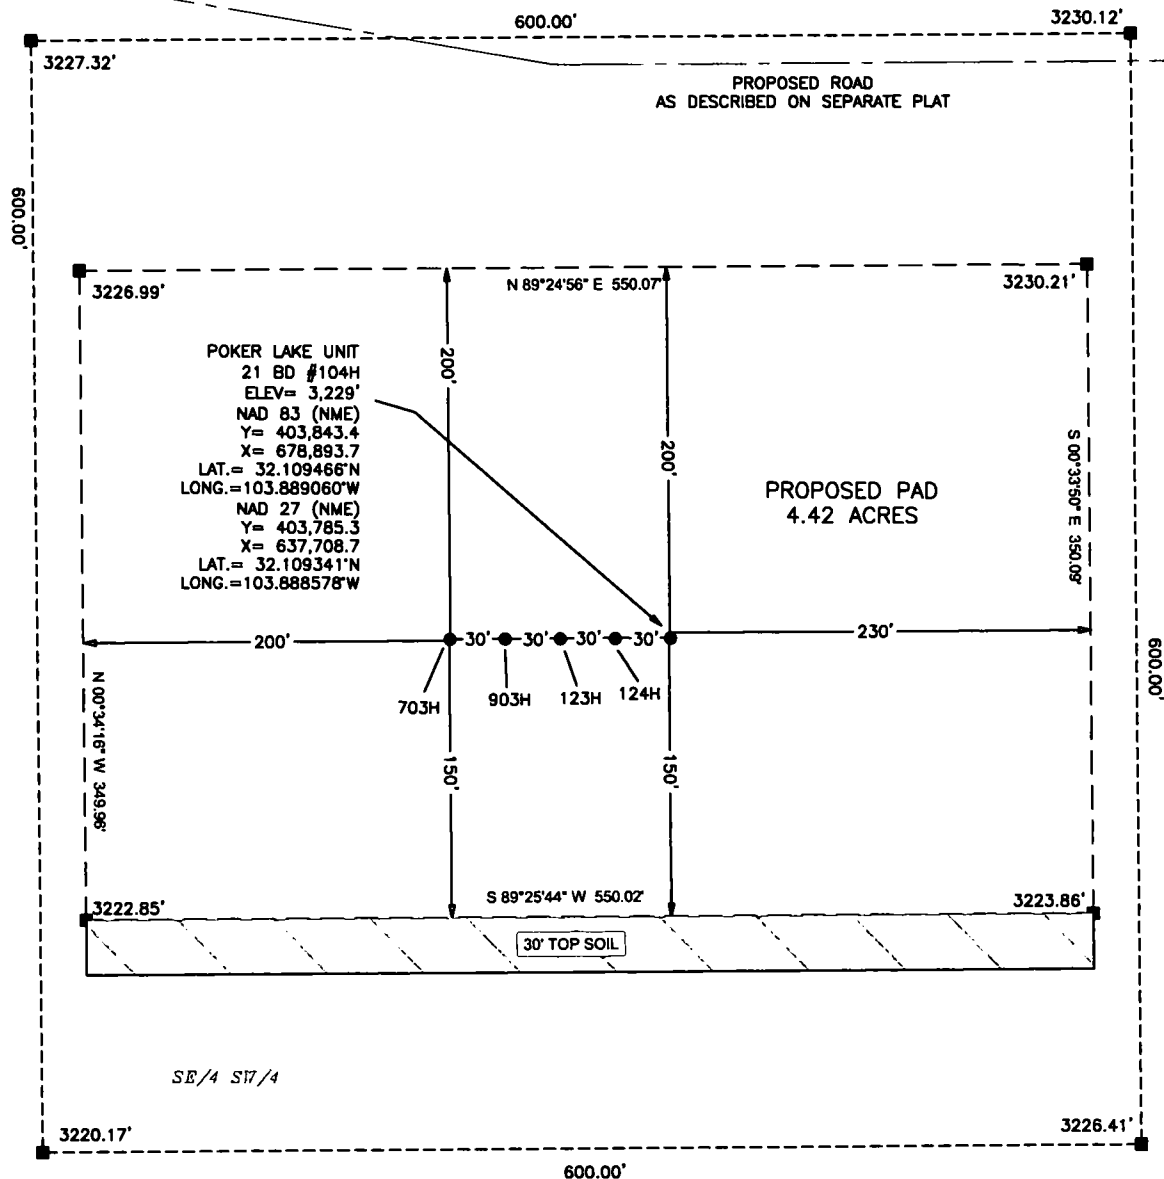 600.00'
3230.12'
3227.32'
PROPOSED ROAD
AS DESCRIBED ON SEPARATE PLAT
600.00'
N 89°24'56" E 550.07'
3226.99'
3230.21'
200'
POKER LAKE UNIT
21 BD #104H
ELEV= 3,229'
NAD 83 (NME)
Y= 403,843.4
X= 678,893.7
LAT.= 32.109466°N
LONG.=103.889060°W
NAD 27 (NME)
Y= 403,785.3
X= 637,708.7
LAT.= 32.109341°N
LONG.=103.888578°W
200'
S 00°33'50" E 350.09'
PROPOSED PAD
4.42 ACRES
200'
30' 30' 30' 30'
230'
600.00'
N 00°34'16" W 349.96'
703H
903H
123H
124H
150'
150'
S 89°25'44" W 550.02'
3222.85'
3223.86'
30' TOP SOIL
SE/4 SW/4
3220.17'
3226.41'
600.00'